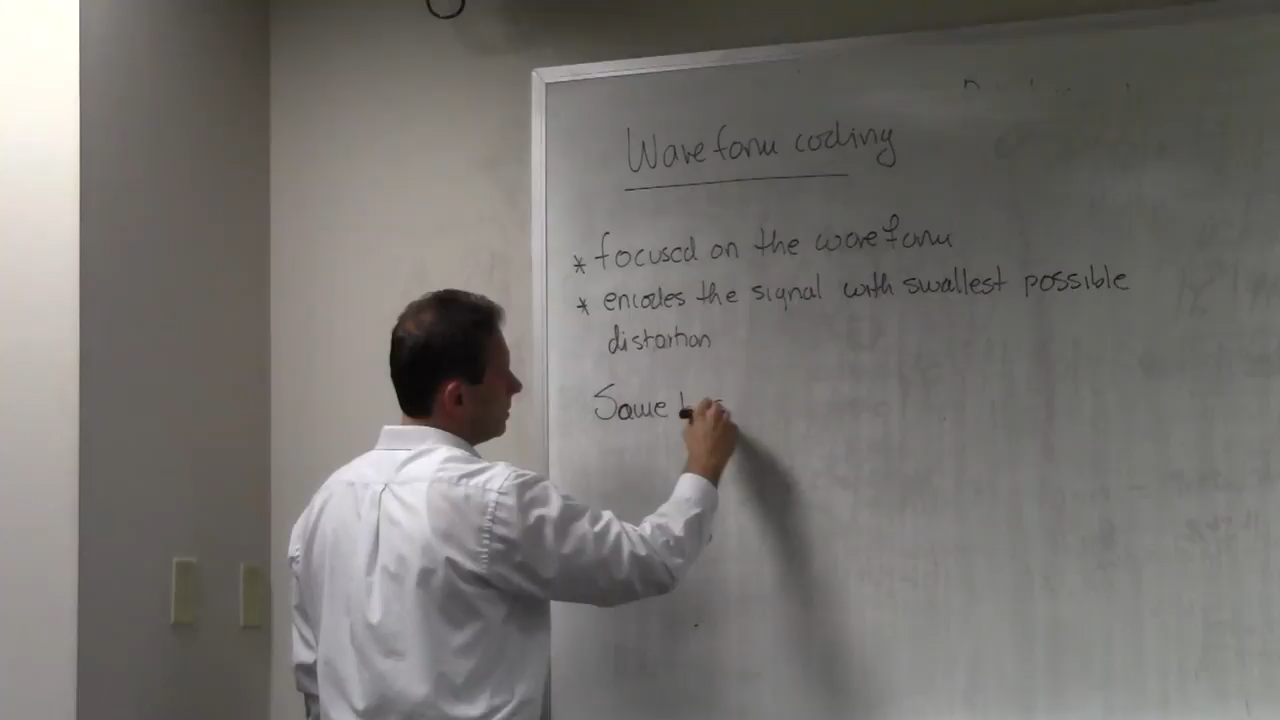 Waveform coding
* focused on the waveform
* encodes the signal with smallest possible
distortion
Some